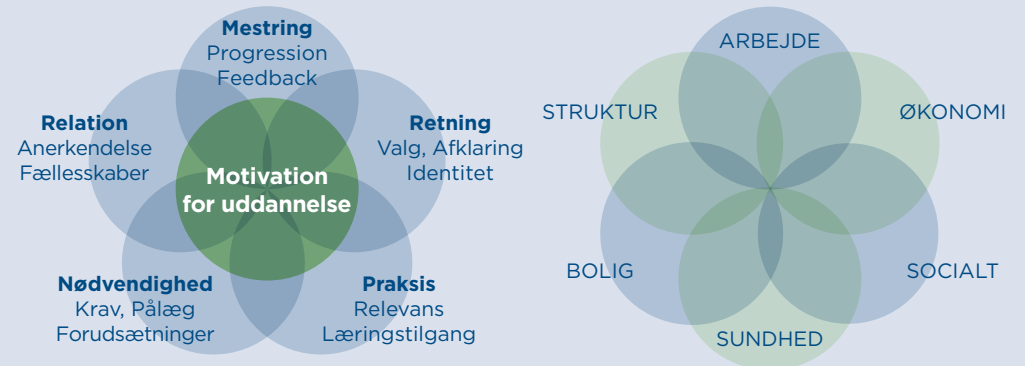 Mestring
Progression
Feedback
Relation
Anerkendelse
Fællesskaber
Retning
Valg, Afklaring
Identitet
Motivation
for uddannelse
Nødvendighed
Krav, Pålæg
Forudsætninger
Praksis
Relevans
Læringstilgang
ARBEJDE
STRUKTUR
ØKONOMI
BOLIG
SOCIALT
SUNDHED